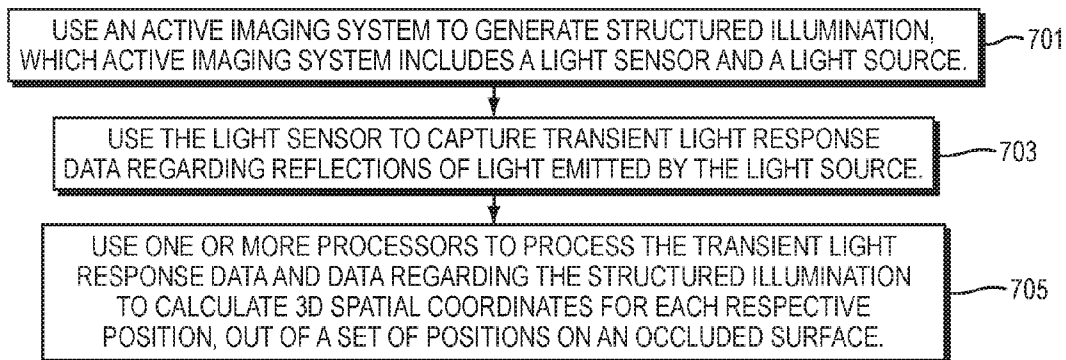 USE AN ACTIVE IMAGING SYSTEM TO GENERATE STRUCTURED ILLUMINATION,
WHICH ACTIVE IMAGING SYSTEM INCLUDES A LIGHT SENSOR AND A LIGHT SOURCE.
701
USE THE LIGHT SENSOR TO CAPTURE TRANSIENT LIGHT RESPONSE
DATA REGARDING REFLECTIONS OF LIGHT EMITTED BY THE LIGHT SOURCE.
703
USE ONE OR MORE PROCESSORS TO PROCESS THE TRANSIENT LIGHT
RESPONSE DATA AND DATA REGARDING THE STRUCTURED ILLUMINATION
TO CALCULATE 3D SPATIAL COORDINATES FOR EACH RESPECTIVE
POSITION, OUT OF A SET OF POSITIONS ON AN OCCLUDED SURFACE.
705